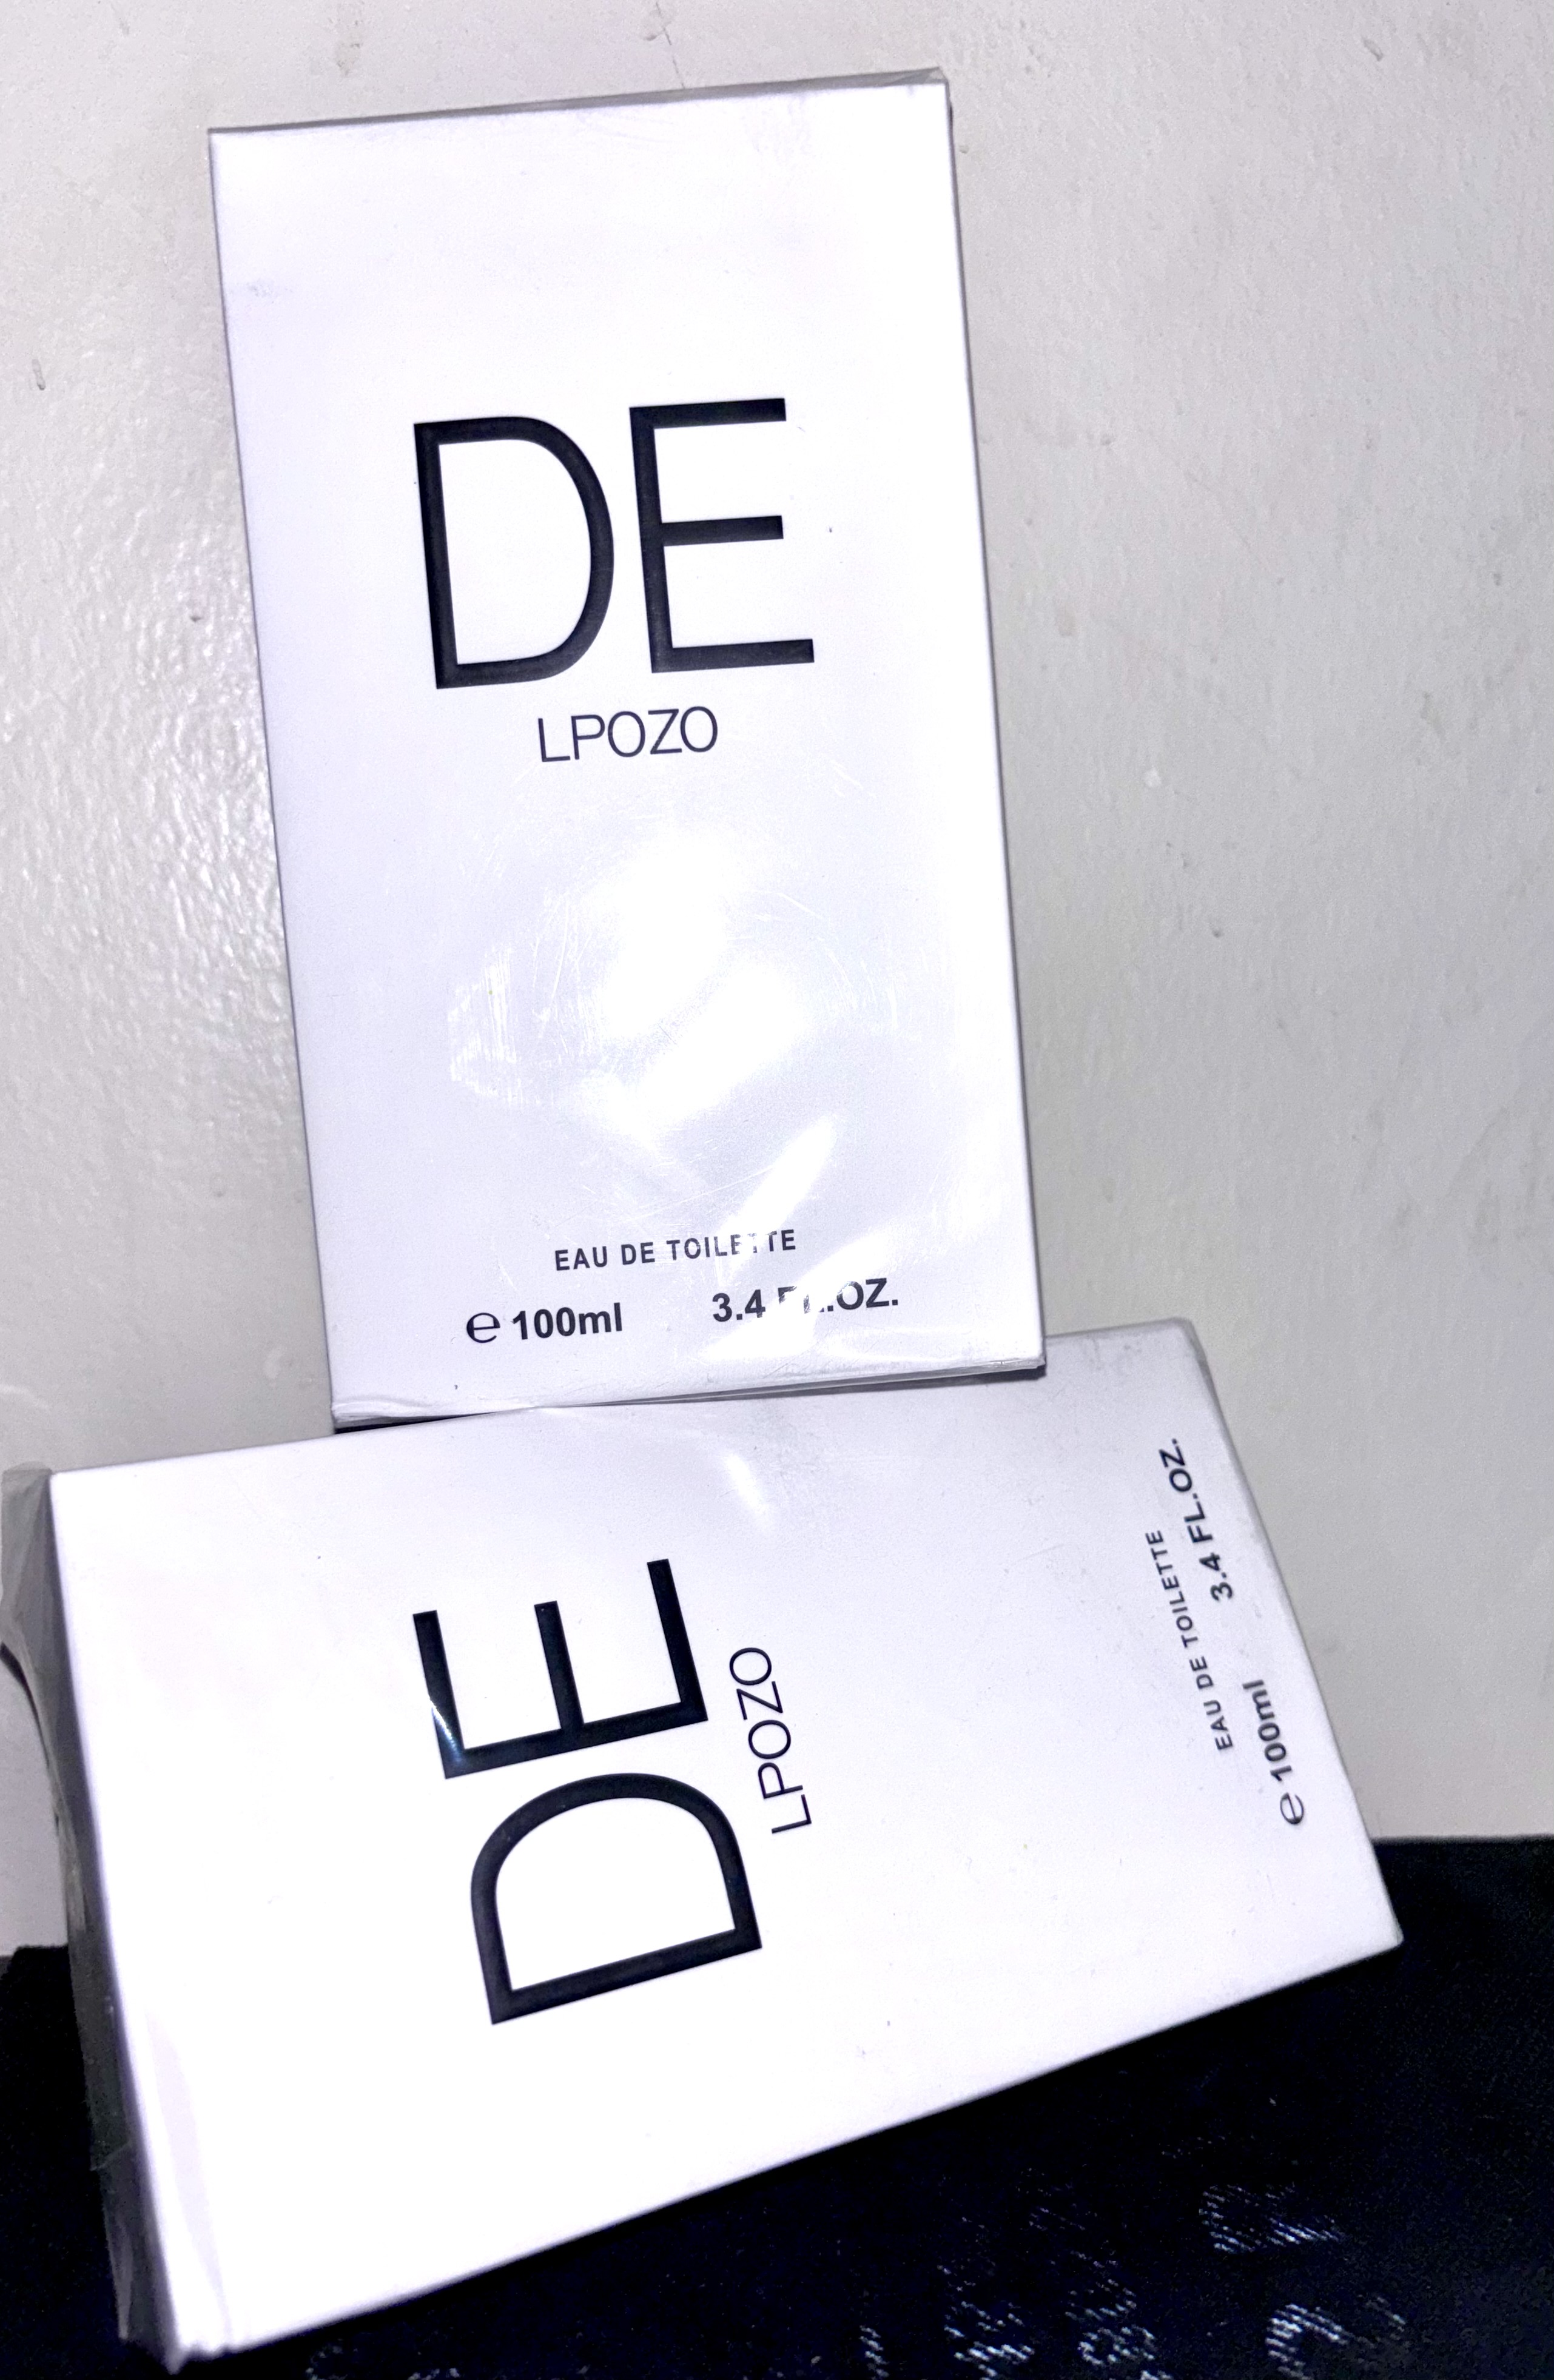 DE
LPOZO
EAU DE TOILETTE
e 100ml 3.4 FL.OZ.
DE
LPOZO
EAU DE TOILETTE
e 100ml 3.4 FL.OZ.